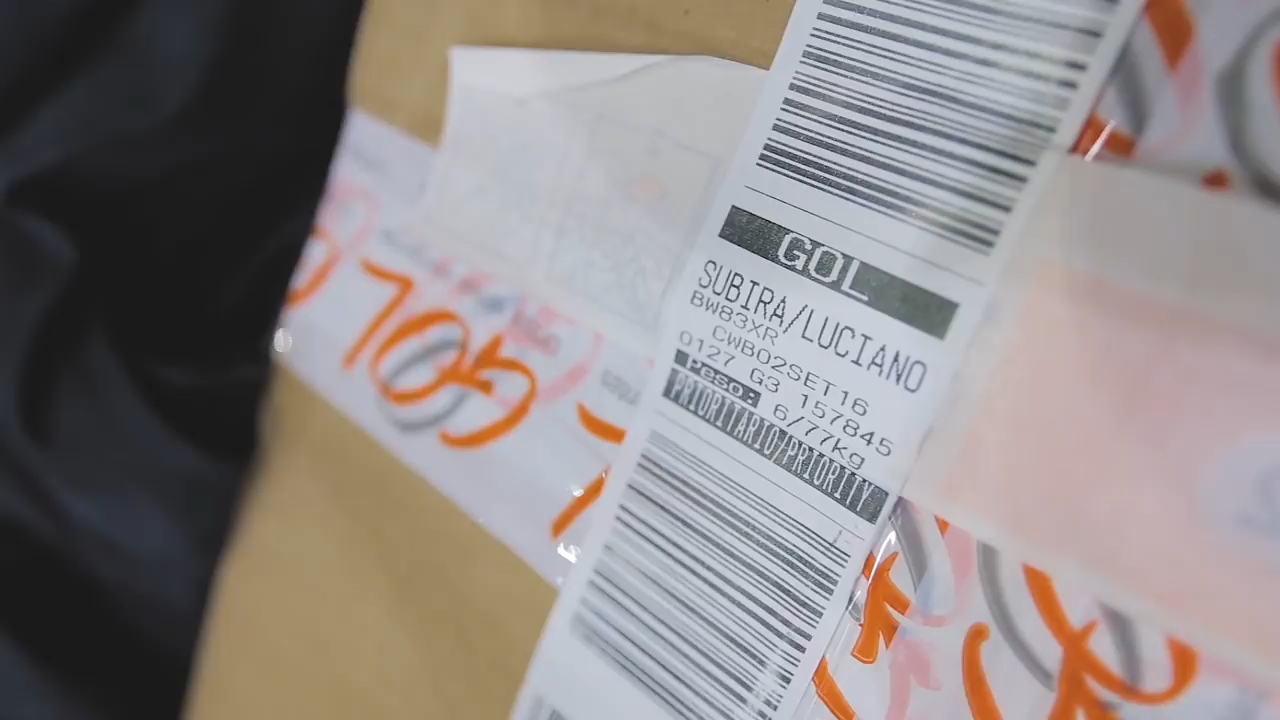 GOL
SUBIRA/LUCIANO
BW83XR
CWB02SET16
0127 G3 157845
Peso: 6/77kg
PRIORITARIO/PRIORITY
GOL